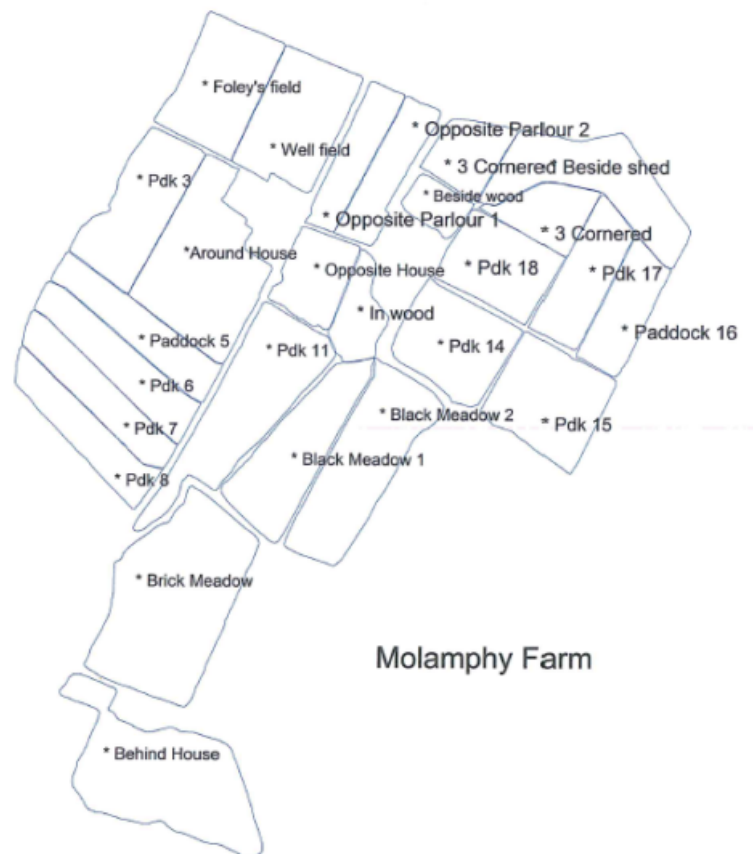 * Foley's field
* Opposite Parlour 2
* Well field
* 3 Cornered
* Beside shed
* Pdk 3
* Beside wood
* Opposite Parlour 1
* 3 Cornered
*Around House
* Opposite House
* Pdk 18
* Pdk 17
* In wood
* Paddock 16
* Paddock 5
* Pdk 11
* Pdk 14
* Pdk 6
* Black Meadow 2
* Pdk 15
* Pdk 7
* Black Meadow 1
* Pdk 8
* Brick Meadow
Molamphy Farm
* Behind House